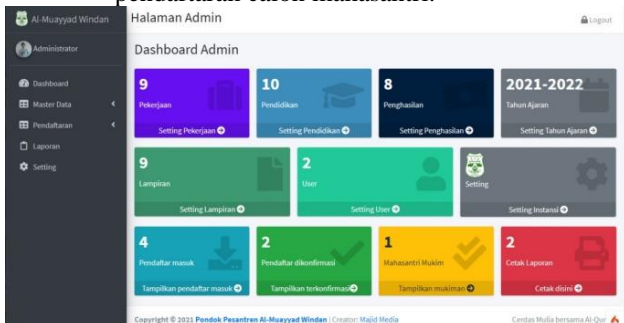 pendaftaran calon mahasantri.
Al-Muayyad Windan
Halaman Admin
Logout
Administrator
Dashboard Admin
Dashboard
Master Data
Pendaftaran
Laporan
Setting
9
Pekerjaan
Setting Pekerjaan
10
Pendidikan
Setting Pendidikan
8
Penghasilan
Setting Penghasilan
2021-2022
Tahun Ajaran
Setting Tahun Ajaran
9
Lampiran
Setting Lampiran
2
User
Setting User
Setting
Setting Instansi
4
Pendaftar masuk
Tampilkan pendaftar masuk
2
Pendaftar dikonfirmasi
Tampilkan terkonfirmasi
1
Mahasantri Mukim
Tampilkan mukiman
2
Cetak Laporan
Cetak disini
Copyright © 2021 Pondok Pesantren Al-Muayyad Windan | Creator: Majid Media
Cerdas Mulia bersama Al-Qur